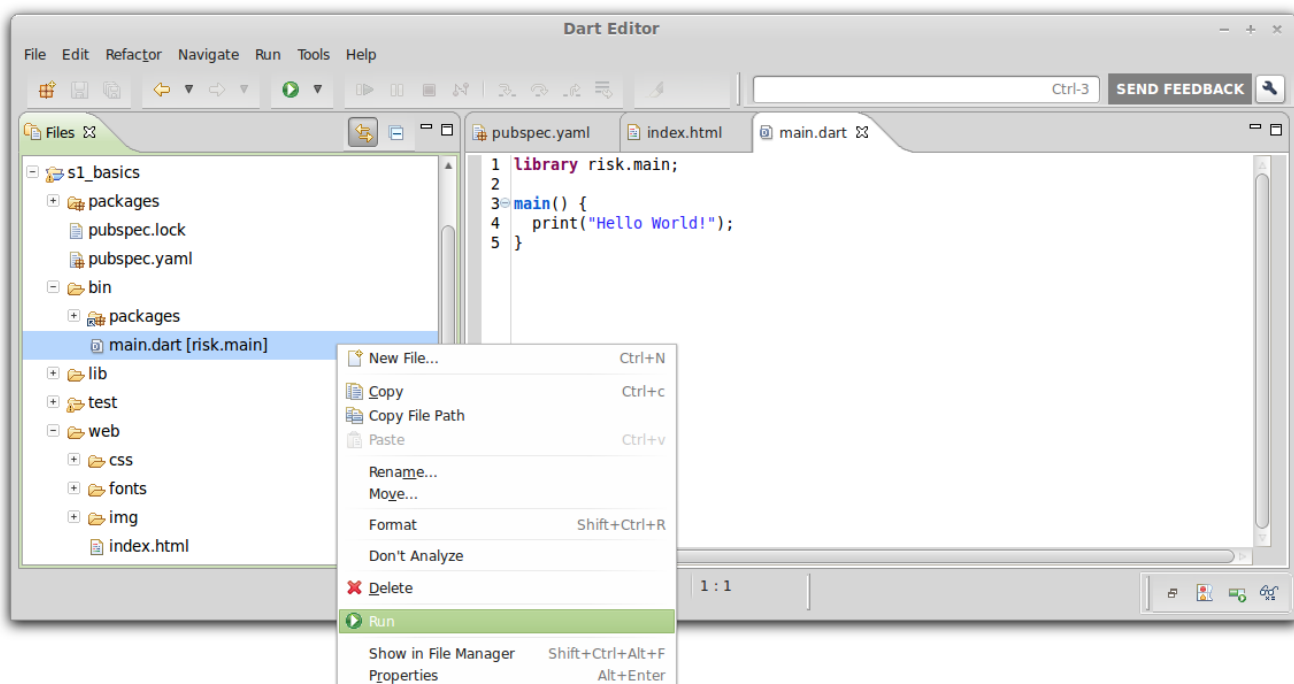 Dart Editor
File Edit Refactor Navigate Run Tools Help
Ctrl-3 SEND FEEDBACK
Files
pubspec.yaml index.html main.dart
s1_basics
packages
pubspec.lock
pubspec.yaml
bin
packages
main.dart [risk.main]
lib
test
web
css
fonts
img
index.html
1 library risk.main;
2
3 main() {
4 print("Hello World!");
5 }
New File... Ctrl+N
Copy Ctrl+c
Copy File Path
Paste Ctrl+v
Rename...
Move...
Format Shift+Ctrl+R
Don't Analyze
Delete
Run
Show in File Manager Shift+Ctrl+Alt+F
Properties Alt+Enter
1 : 1